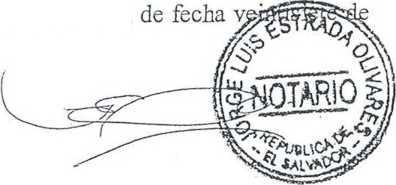 de fecha veintisiete de
JORGE LUIS ESTRADA OLIVARES
NOTARIO
REPUBLICA DE
EL SALVADOR